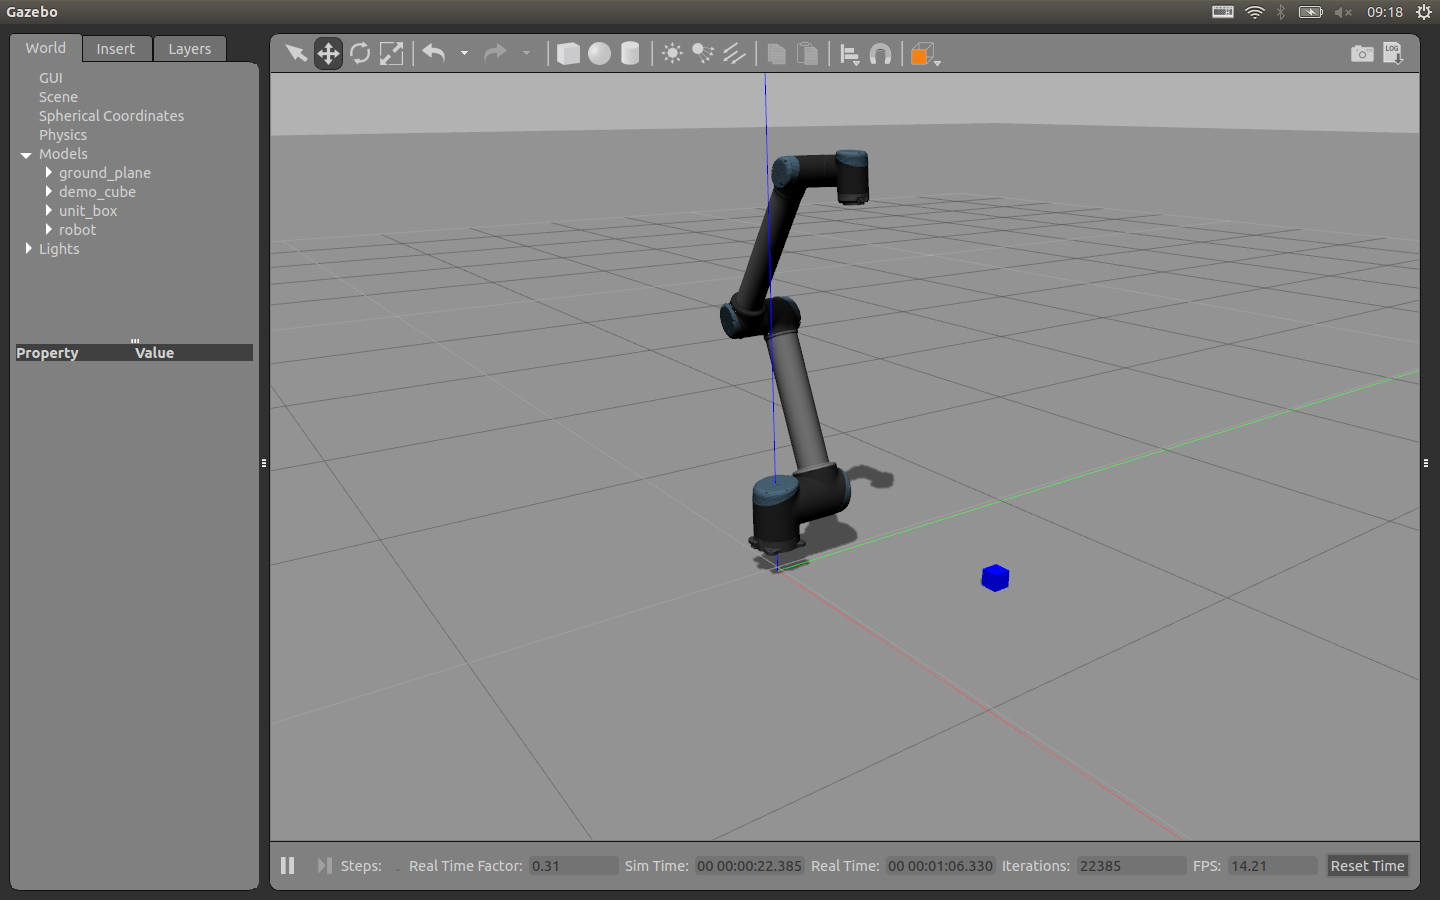 Gazebo 09:18
World Insert Layers
LOG
GUI
Scene
Spherical Coordinates
Physics
Models
ground_plane
demo_cube
unit_box
robot
Lights
Property Value
Steps: Real Time Factor: 0.31 Sim Time: 00 00:00:22.385 Real Time: 00 00:01:06.330 Iterations: 22385 FPS: 14.21 Reset Time